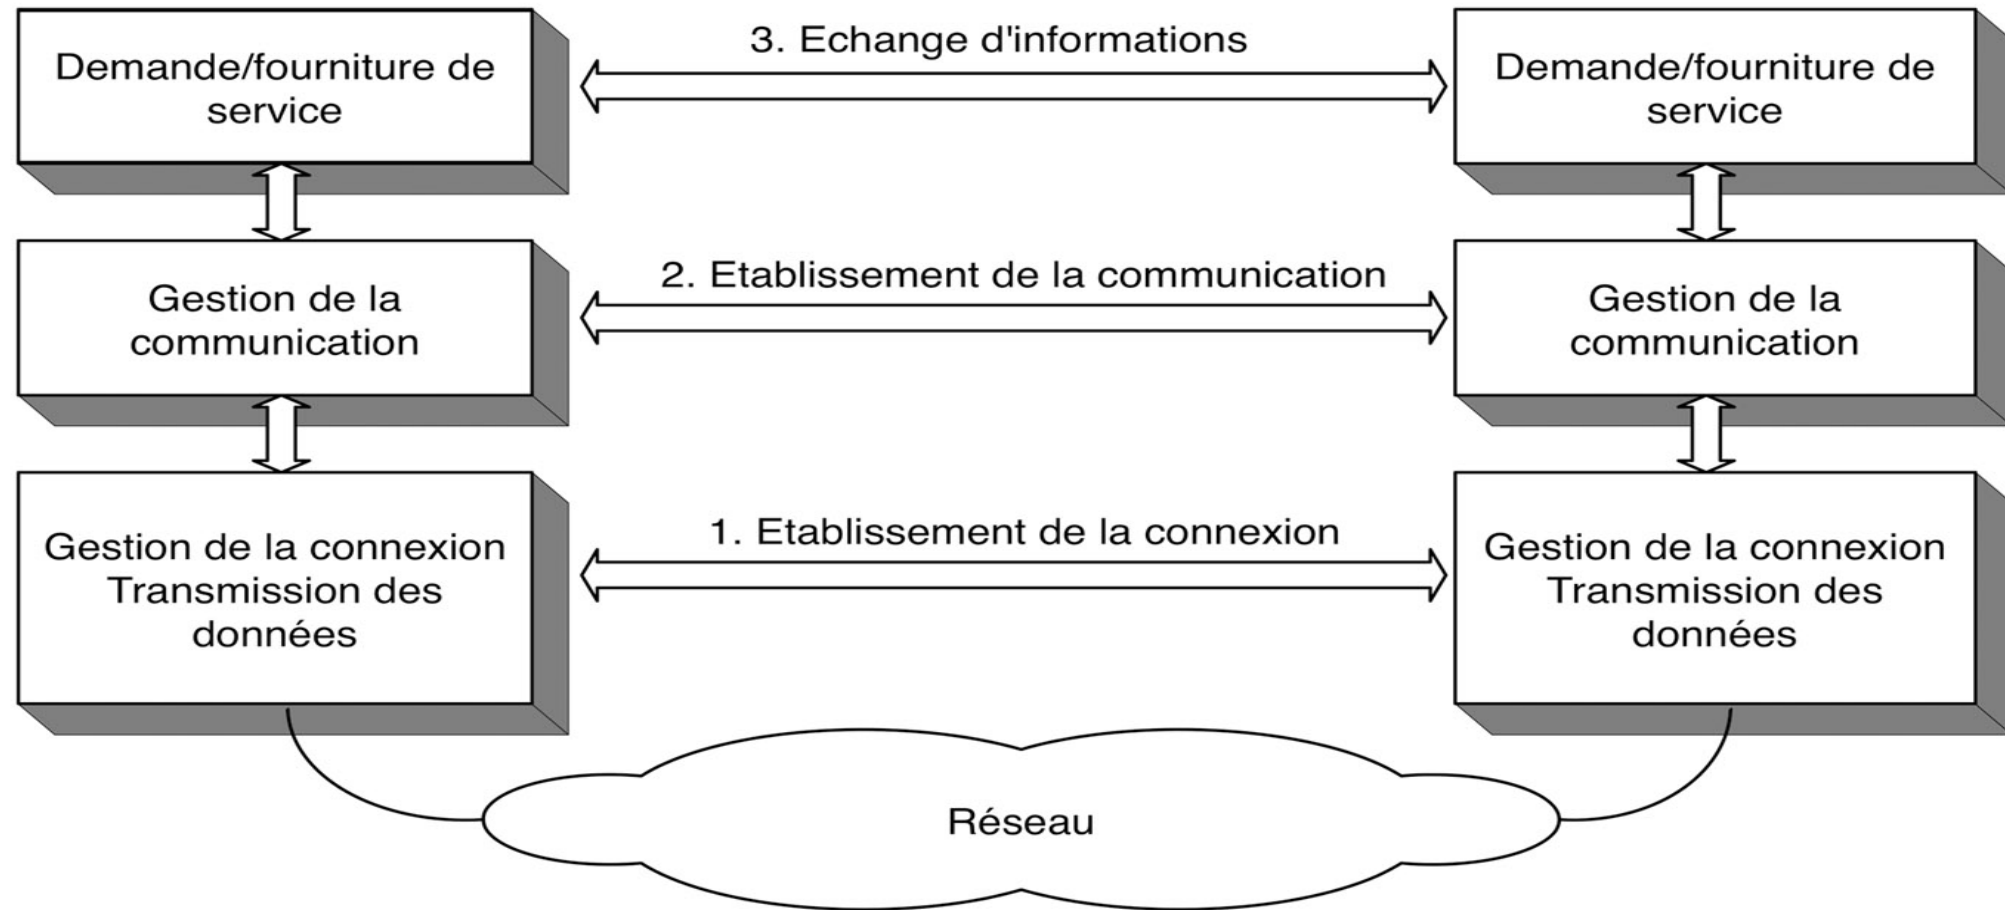 3. Echange d'informations
Demande/fourniture de
service
Demande/fourniture de
service
2. Etablissement de la communication
Gestion de la
communication
Gestion de la
communication
1. Etablissement de la connexion
Gestion de la connexion
Transmission des
données
Gestion de la connexion
Transmission des
données
Réseau